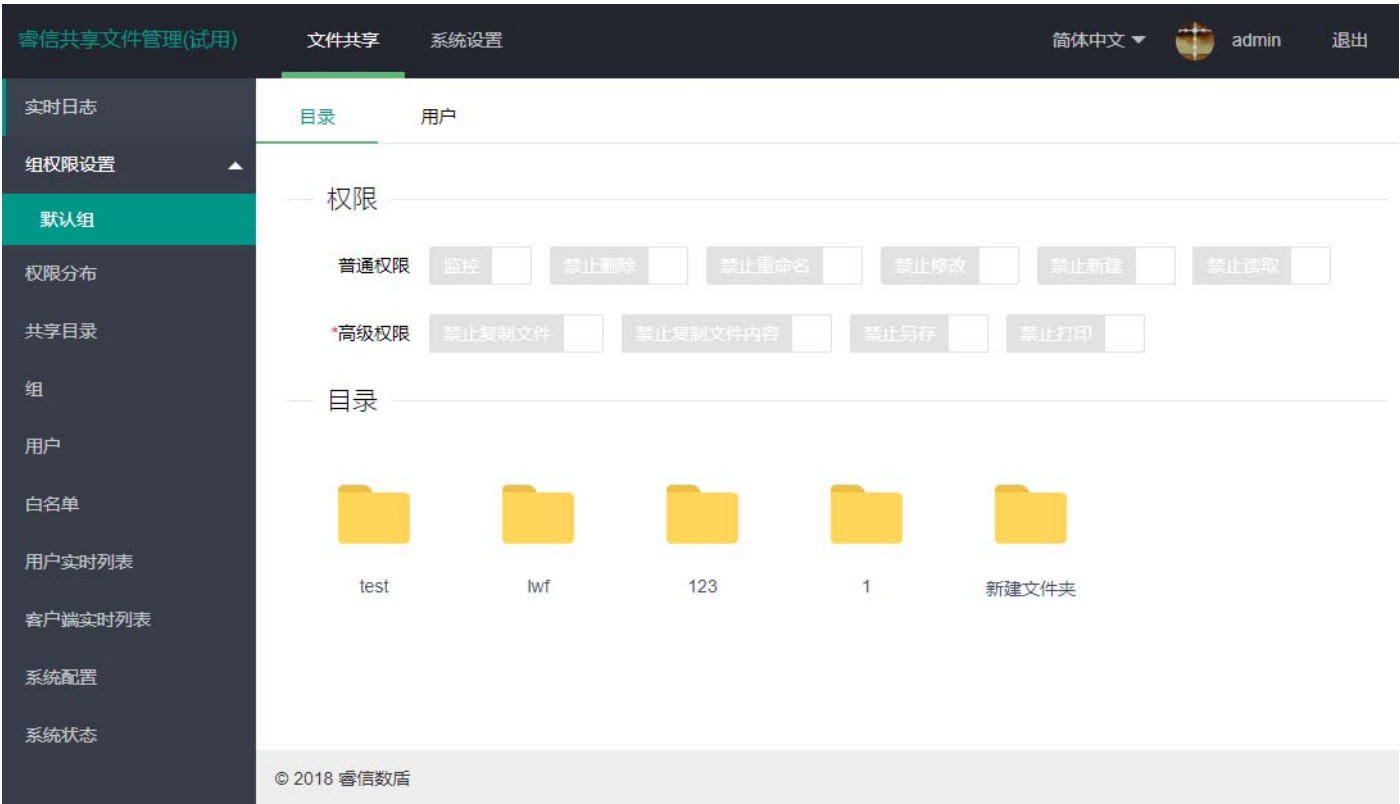 睿信共享文件管理(试用) 文件共享 系统设置 简体中文 admin 退出
实时日志
组权限设置
默认组
权限分布
共享目录
组
用户
白名单
用户实时列表
客户端实时列表
系统配置
系统状态
目录 用户
权限
普通权限 监控 禁止删除 禁止重命名 禁止修改 禁止新建 禁止读取
*高级权限 禁止复制文件 禁止复制文件内容 禁止另存 禁止打印
目录
test lwf 123 1 新建文件夹
© 2018 睿信数盾